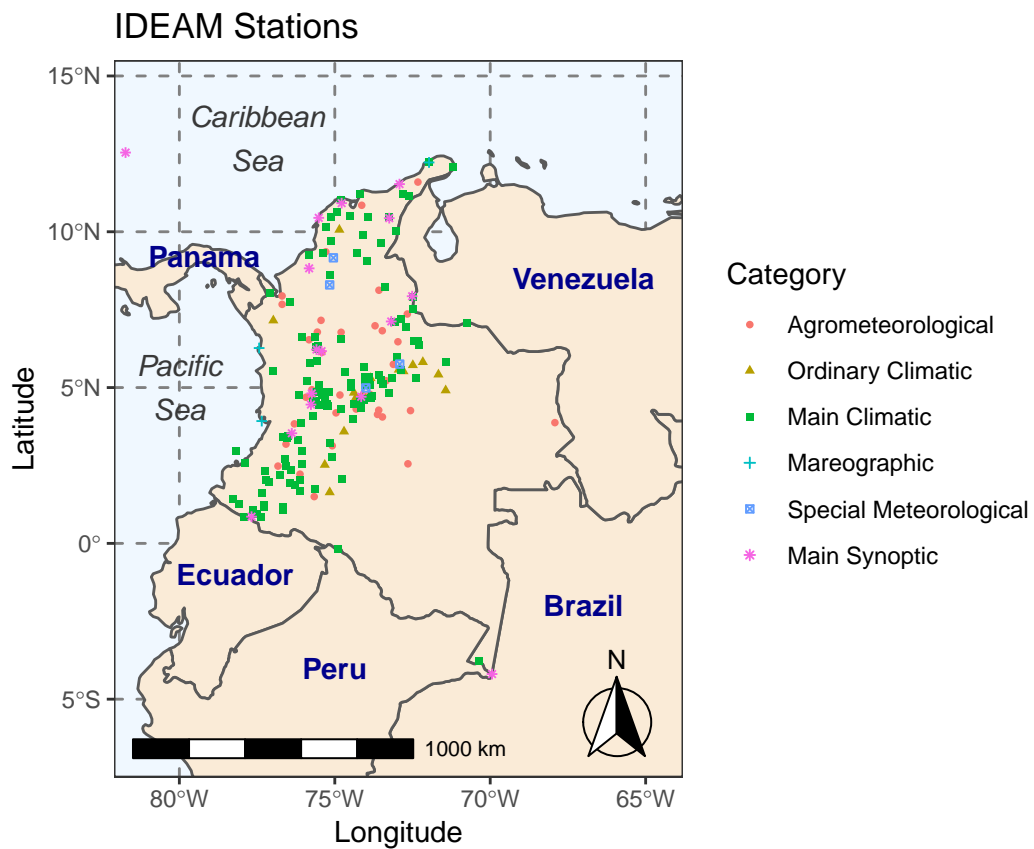 IDEAM Stations
15°N
10°N
5°N
0°
5°S
80°W
75°W
70°W
65°W
Latitude
Longitude
Caribbean
Sea
Panama
Venezuela
Pacific
Sea
Ecuador
Brazil
Peru
N
1000 km
Category
Agrometeorological
Ordinary Climatic
Main Climatic
Mareographic
Special Meteorological
Main Synoptic